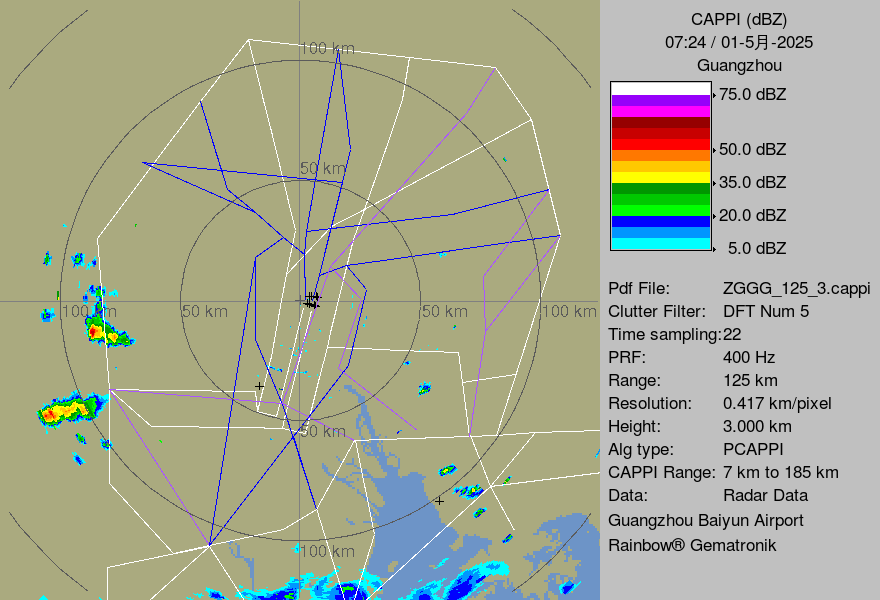 CAPPI (dBZ)
07:24 / 01-5月-2025
Guangzhou
75.0 dBZ
50.0 dBZ
35.0 dBZ
20.0 dBZ
5.0 dBZ
Pdf File: ZGGG_125_3.cappi
Clutter Filter: DFT Num 5
Time sampling:22
PRF: 400 Hz
Range: 125 km
Resolution: 0.417 km/pixel
Height: 3.000 km
Alg type: PCAPPI
CAPPI Range: 7 km to 185 km
Data: Radar Data
Guangzhou Baiyun Airport
Rainbow® Gematronik
100 km
50 km
100 km
50 km
50 km
100 km
50 km
100 km